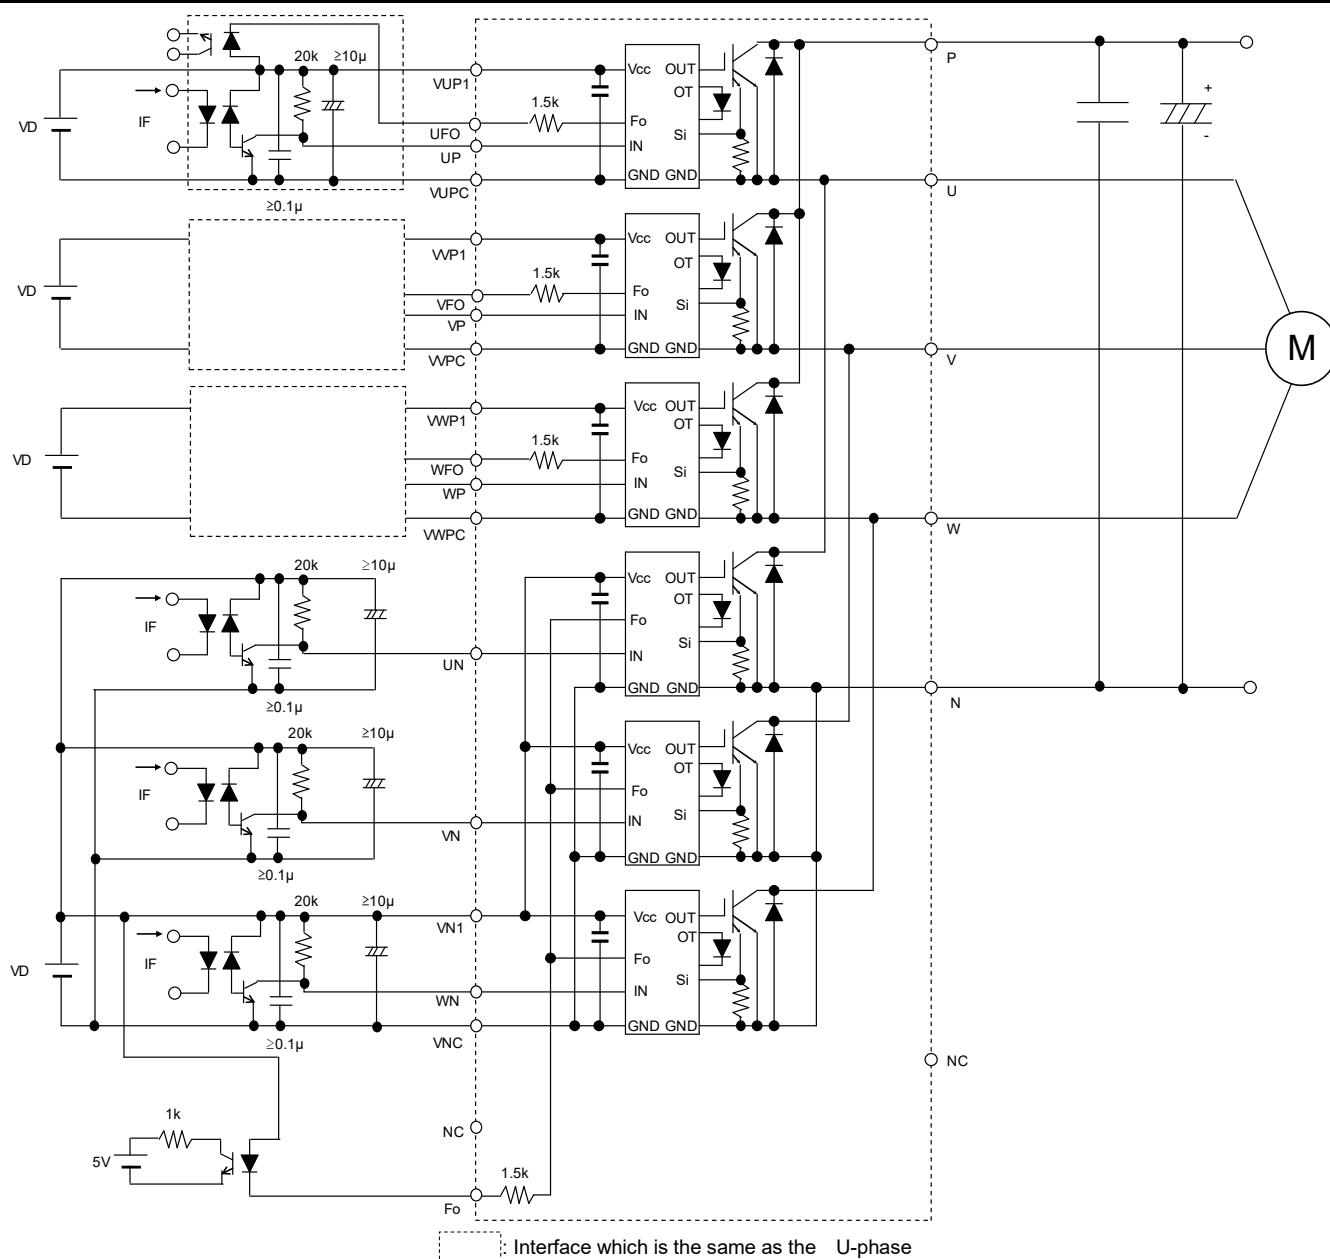 20k ≥10µ
VD
IF
≥0.1µ
VUP1
UFO
UP
VUPC
1.5k
Vcc OUT
OT
Fo
Si
IN
GND GND
P
+
-
U
VD
VVP1
VFO
VP
VVPC
1.5k
Vcc OUT
OT
Fo
Si
IN
GND GND
V
M
VD
VWP1
WFO
WP
VWPC
1.5k
Vcc OUT
OT
Fo
Si
IN
GND GND
W
20k ≥10µ
IF
≥0.1µ
UN
Vcc OUT
OT
Fo
Si
IN
GND GND
N
20k ≥10µ
IF
≥0.1µ
VN
Vcc OUT
OT
Fo
Si
IN
GND GND
20k ≥10µ
VD
IF
≥0.1µ
VN1
WN
VNC
Vcc OUT
OT
Fo
Si
IN
GND GND
NC
1k
5V
NC
1.5k
Fo
: Interface which is the same as the U-phase